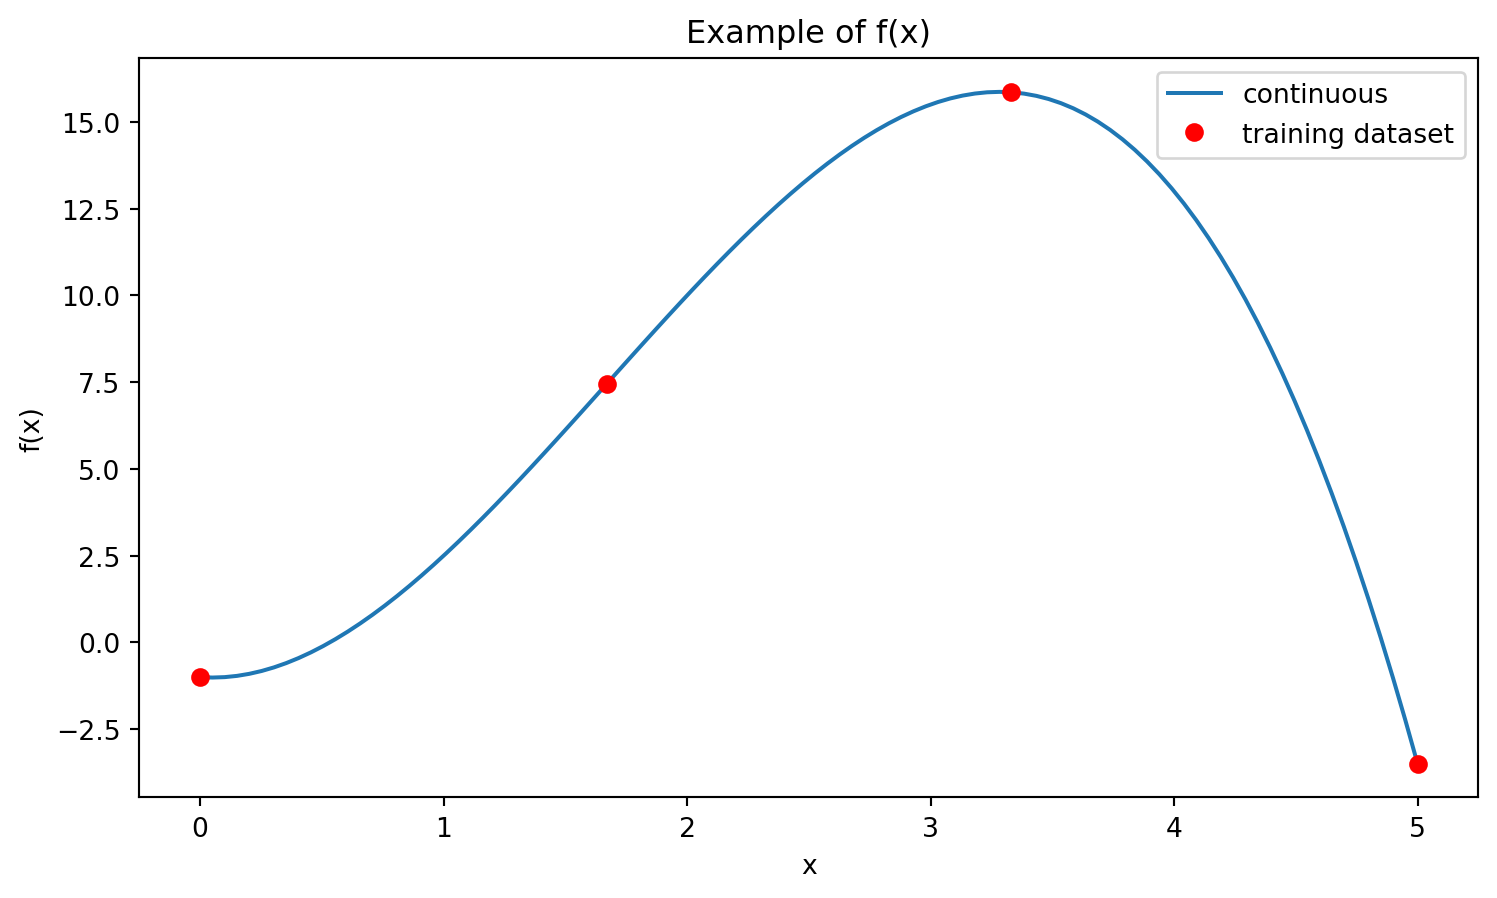 Example of f(x)
continuous
training dataset
15.0
12.5
10.0
7.5
5.0
2.5
0.0
−2.5
f(x)
0 1 2 3 4 5
x